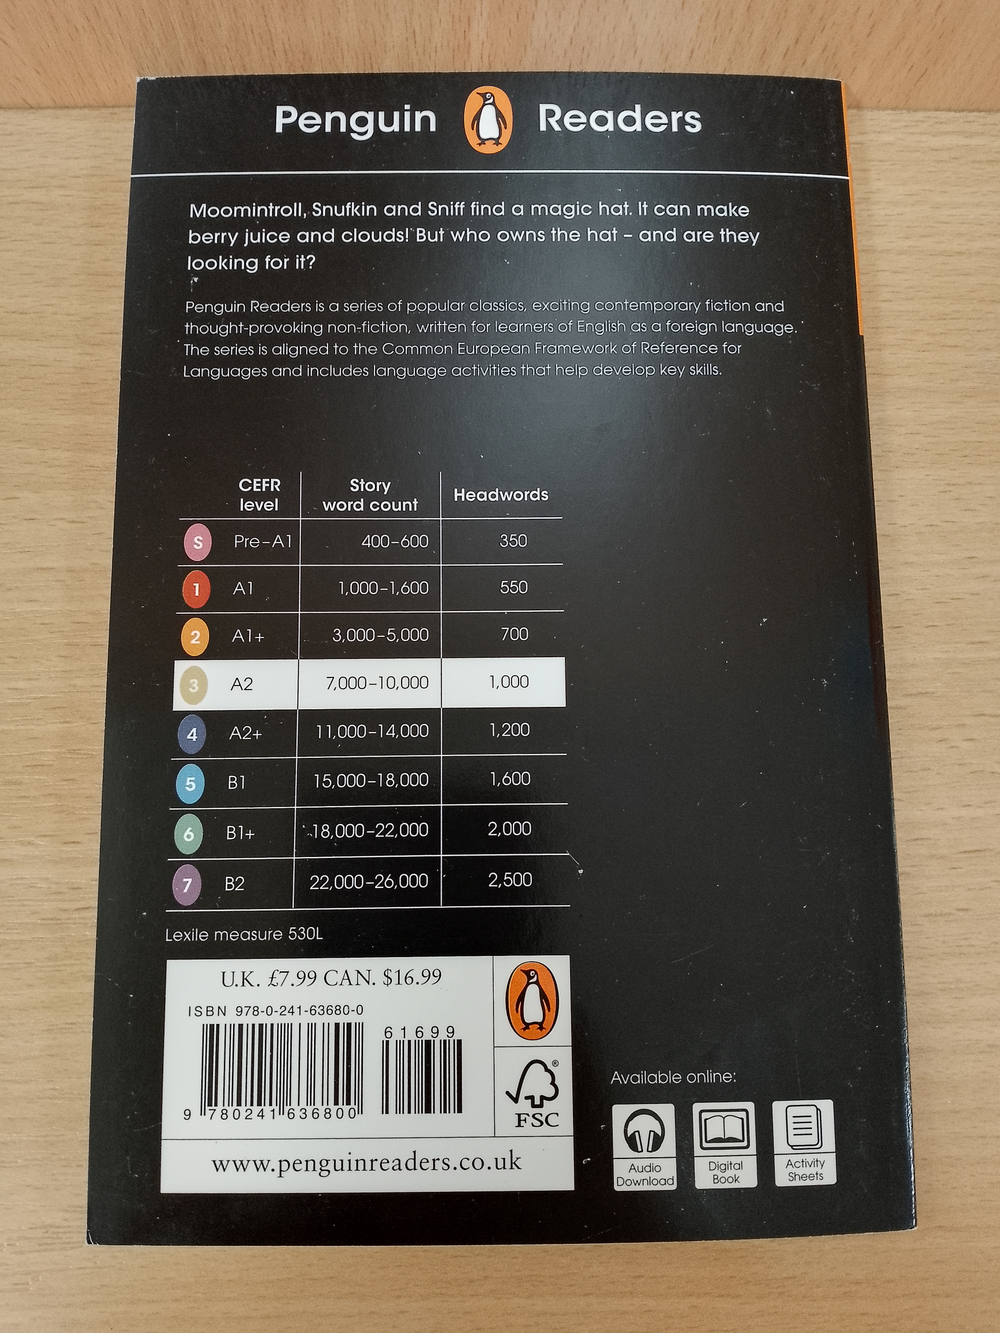 Penguin Readers
Moomintroll, Snufkin and Sniff find a magic hat. It can make
berry juice and clouds! But who owns the hat – and are they
looking for it?
Penguin Readers is a series of popular classics, exciting contemporary fiction and
thought-provoking non-fiction, written for learners of English as a foreign language.
The series is aligned to the Common European Framework of Reference for
Languages and includes language activities that help develop key skills.
CEFR level Story word count Headwords
S Pre-A1 400–600 350
1 A1 1,000–1,600 550
2 A1+ 3,000–5,000 700
3 A2 7,000–10,000 1,000
4 A2+ 11,000–14,000 1,200
5 B1 15,000–18,000 1,600
6 B1+ 18,000–22,000 2,000
7 B2 22,000–26,000 2,500
Lexile measure 530L
U.K. £7.99 CAN. $16.99
ISBN 978-0-241-63680-0
61699
9 780241 636800
FSC
®
www.penguinreaders.co.uk
Available online:
Audio Download
Digital Book
Activity Sheets